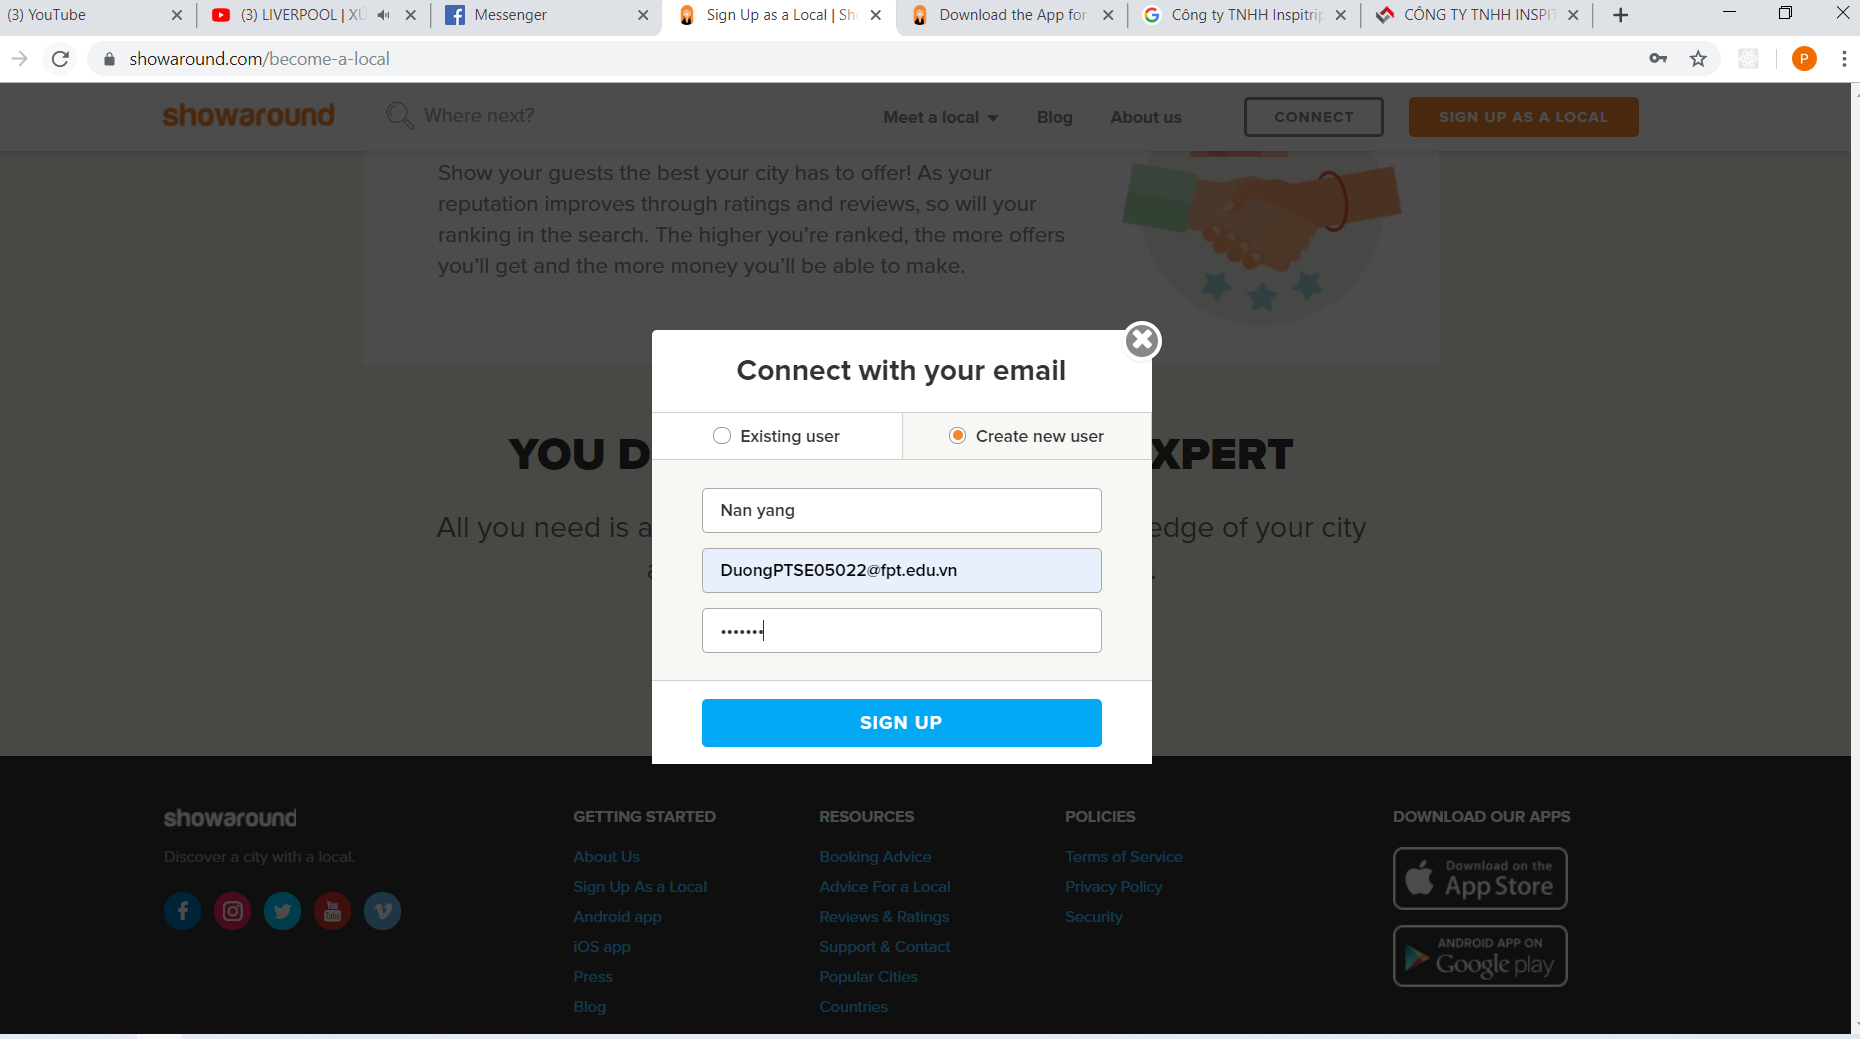 (3) YouTube
(3) LIVERPOOL | XÚ
Messenger
Sign Up as a Local | Sho
Download the App for
Công ty TNHH Inspitrip
CÔNG TY TNHH INSPIT
showaround.com/become-a-local
P
showaround
Where next?
Meet a local
Blog
About us
CONNECT
SIGN UP AS A LOCAL
Show your guests the best your city has to offer! As your
reputation improves through ratings and reviews, so will your
ranking in the search. The higher you're ranked, the more offers
you'll get and the more money you'll be able to make.
Connect with your email
Existing user
Create new user
YOU D
XPERT
All you need is a
edge of your city
Nan yang
DuongPTSE05022@fpt.edu.vn
•••••••
SIGN UP
showaround
Discover a city with a local.
GETTING STARTED
About Us
Sign Up As a Local
Android app
iOS app
Press
Blog
RESOURCES
Booking Advice
Advice For a Local
Reviews & Ratings
Support & Contact
Popular Cities
Countries
POLICIES
Terms of Service
Privacy Policy
Security
DOWNLOAD OUR APPS
Download on the
App Store
ANDROID APP ON
Google play
You
Tube